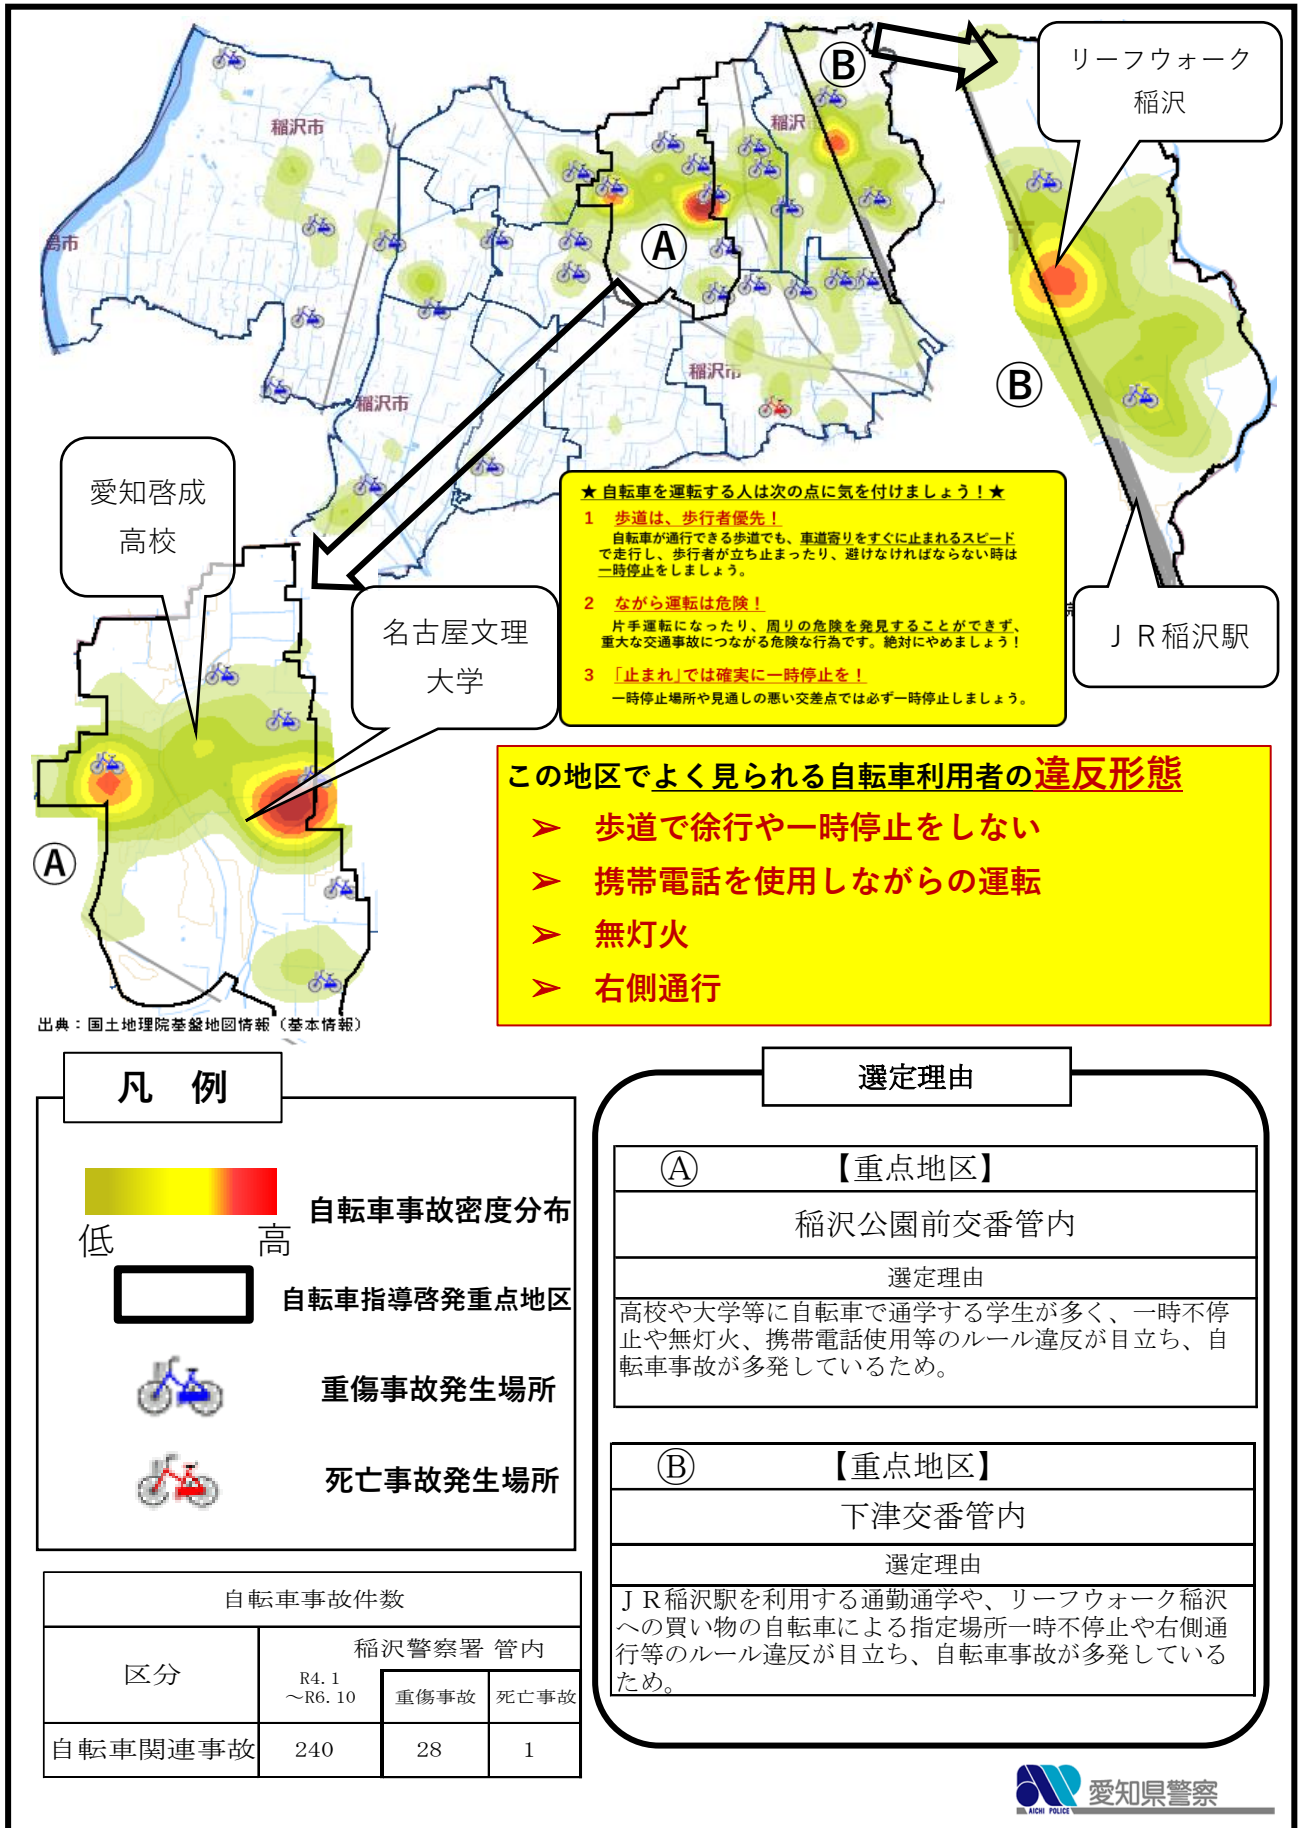 稲沢市
稲沢
Ⓑ
リーフウォーク
稲沢
Ⓐ
稲沢市
稲沢市
Ⓑ
愛知啓成
高校
名古屋文理
大学
ＪＲ稲沢駅
★ 自転車を運転する人は次の点に気を付けましょう！★
1 歩道は、歩行者優先！
自転車が通行できる歩道でも、車道寄りをすぐに止まれるスピード
で走行し、歩行者が立ち止まったり、避けなければならない時は
一時停止をしましょう。
2 ながら運転は危険！
片手運転になったり、周りの危険を発見することができず、
重大な交通事故につながる危険な行為です。絶対にやめましょう！
3 「止まれ」では確実に一時停止を！
一時停止場所や見通しの悪い交差点では必ず一時停止しましょう。
この地区でよく見られる自転車利用者の違反形態
➢ 歩道で徐行や一時停止をしない
➢ 携帯電話を使用しながらの運転
➢ 無灯火
➢ 右側通行
Ⓐ
出典：国土地理院基盤地図情報（基本情報）
凡 例
自転車事故密度分布
低 高
自転車指導啓発重点地区
重傷事故発生場所
死亡事故発生場所
選定理由
Ⓐ 【重点地区】
稲沢公園前交番管内
選定理由
高校や大学等に自転車で通学する学生が多く、一時不停
止や無灯火、携帯電話使用等のルール違反が目立ち、自
転車事故が多発しているため。
Ⓑ 【重点地区】
下津交番管内
選定理由
ＪＲ稲沢駅を利用する通勤通学や、リーフウォーク稲沢
への買い物の自転車による指定場所一時不停止や右側通
行等のルール違反が目立ち、自転車事故が多発している
ため。
自転車事故件数
区分
稲沢警察署 管内
R4.1
～R6.10
重傷事故 死亡事故
自転車関連事故 240 28 1
AICHI POLICE
愛知県警察